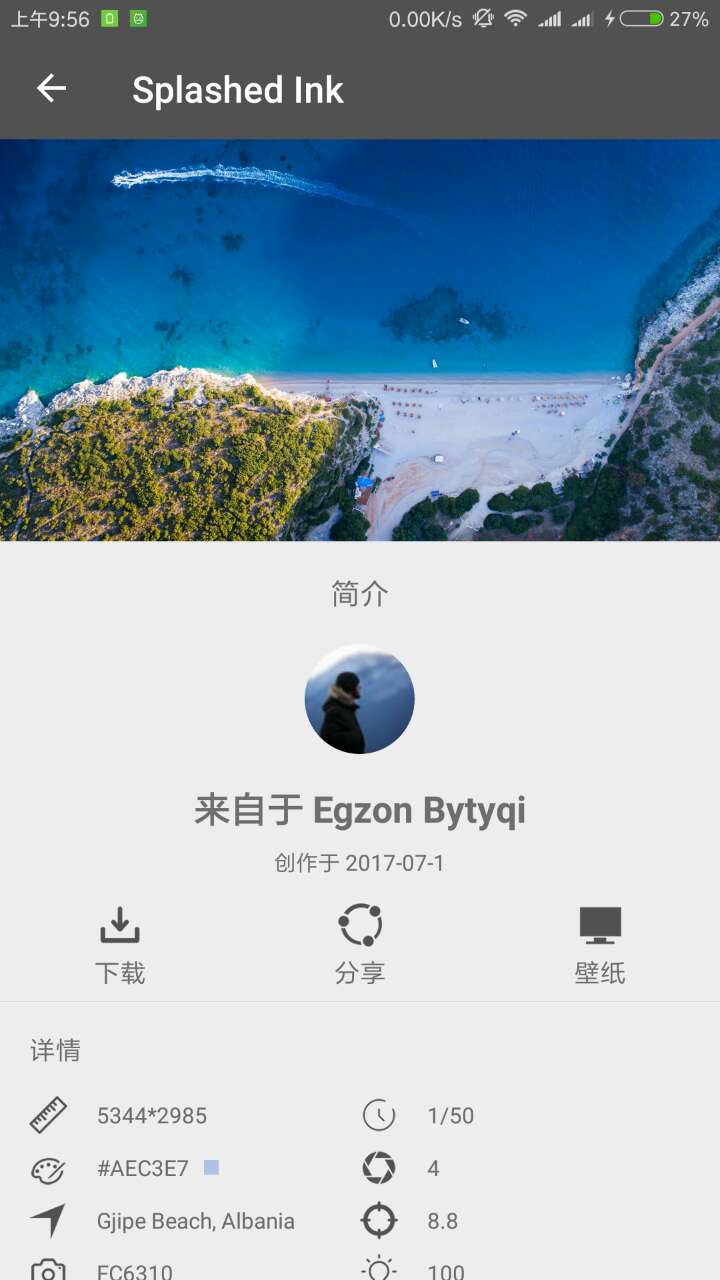 上午9:56
0.00K/s
27%
Splashed Ink
简介
来自于 Egzon Bytyqi
创作于 2017-07-1
下载
分享
壁纸
详情
5344*2985
1/50
#AEC3E7
4
Gjipe Beach, Albania
8.8
FC6310
100